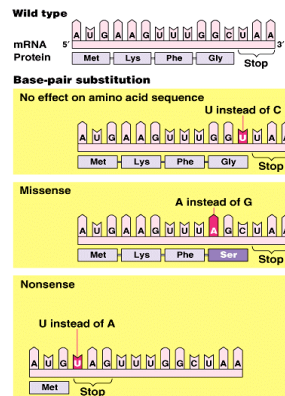 Wild type
A U G A A G U U U G G C U A A
mRNA 5′ 3′
Protein Met Lys Phe Gly Stop
Base-pair substitution
No effect on amino acid sequence
U instead of C
A U G A A G U U U G G U U A A
Met Lys Phe Gly Stop
Missense
A instead of G
A U G A A G U U U A G C U A A
Met Lys Phe Ser Stop
Nonsense
U instead of A
A U G U A G U U U G G C U A A
Met Stop